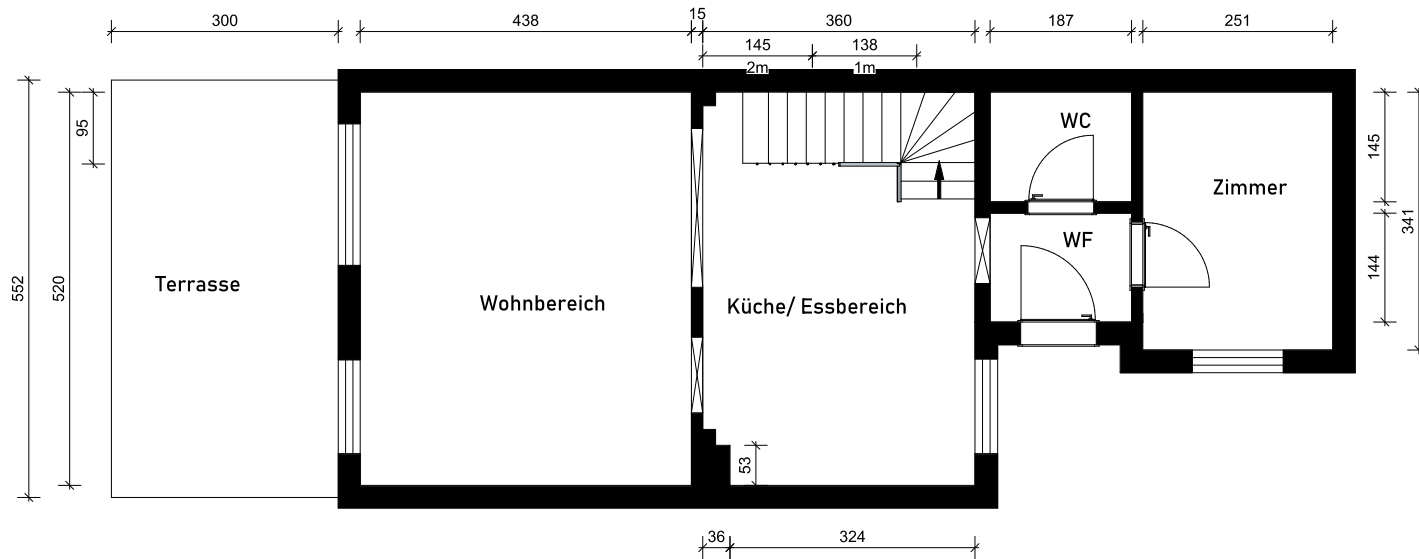 300
438
15
360
187
251
145
138
2m
1m
95
WC
145
Zimmer
341
WF
144
552
520
Terrasse
Wohnbereich
Küche/ Essbereich
53
36
324